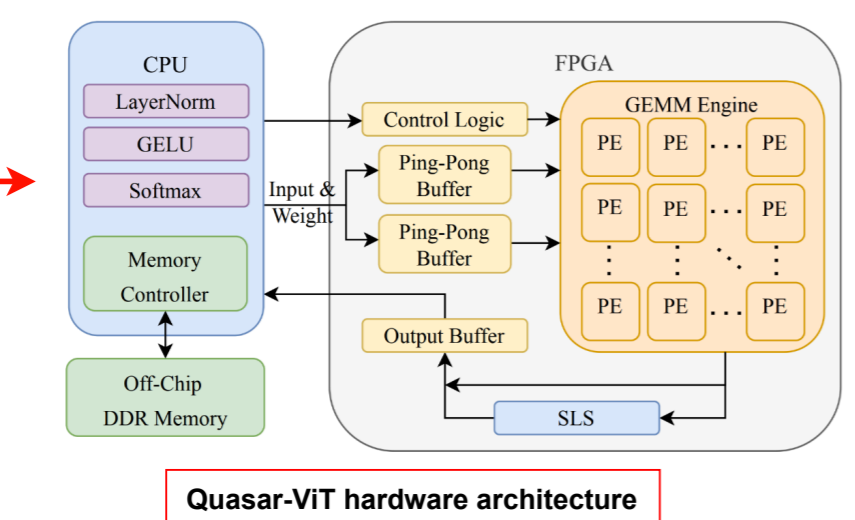 CPU
LayerNorm
GELU
Softmax
Memory
Controller
Off-Chip
DDR Memory
Input &
Weight
FPGA
Control Logic
Ping-Pong
Buffer
Ping-Pong
Buffer
Output Buffer
SLS
GEMM Engine
PE PE ... PE
PE PE ... PE
PE PE ... PE
Quasar-ViT hardware architecture